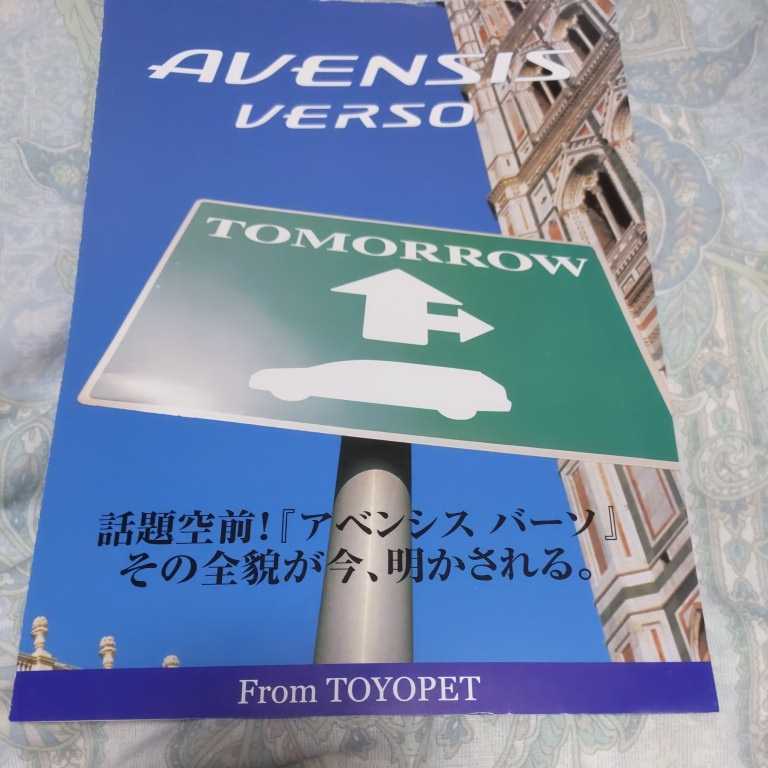 AVENSIS
VERSO
TOMORROW
話題空前!『アベンシス バーソ』
その全貌が今、明かされる。
From TOYOPET